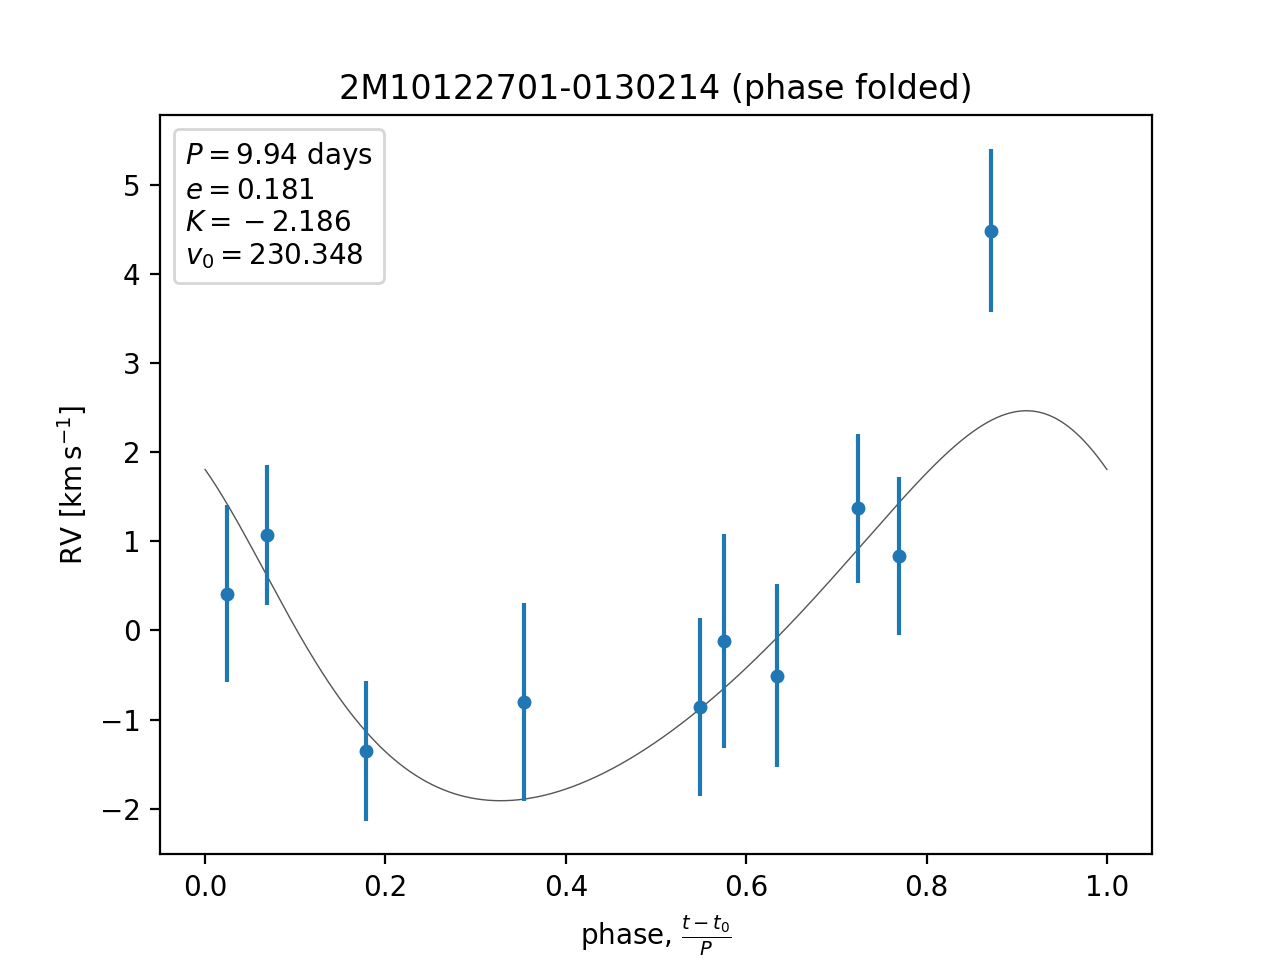 2M10122701-0130214 (phase folded)
P = 9.94 days
e = 0.181
K = −2.186
v₀ = 230.348
5
4
3
2
1
0
−1
−2
RV [km s⁻¹]
0.0 0.2 0.4 0.6 0.8 1.0
phase, (t − t₀)/P